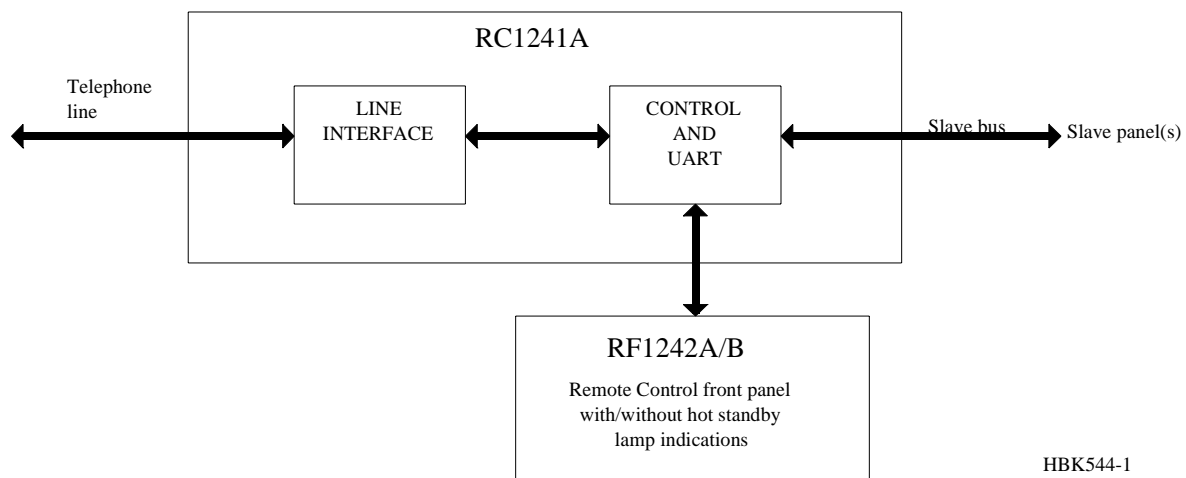 RC1241A
Telephone
line
LINE
INTERFACE
CONTROL
AND
UART
Slave bus
Slave panel(s)
RF1242A/B
Remote Control front panel
with/without hot standby
lamp indications
HBK544-1